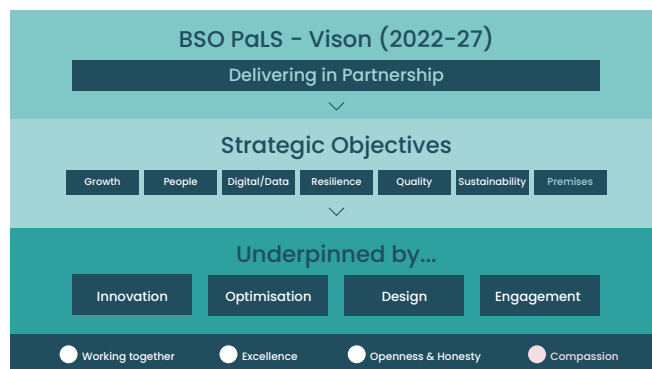 BSO PaLS - Vison (2022-27)
Delivering in Partnership
Strategic Objectives
Growth People Digital/Data Resilience Quality Sustainability Premises
Underpinned by...
Innovation Optimisation Design Engagement
Working together Excellence Openness & Honesty Compassion